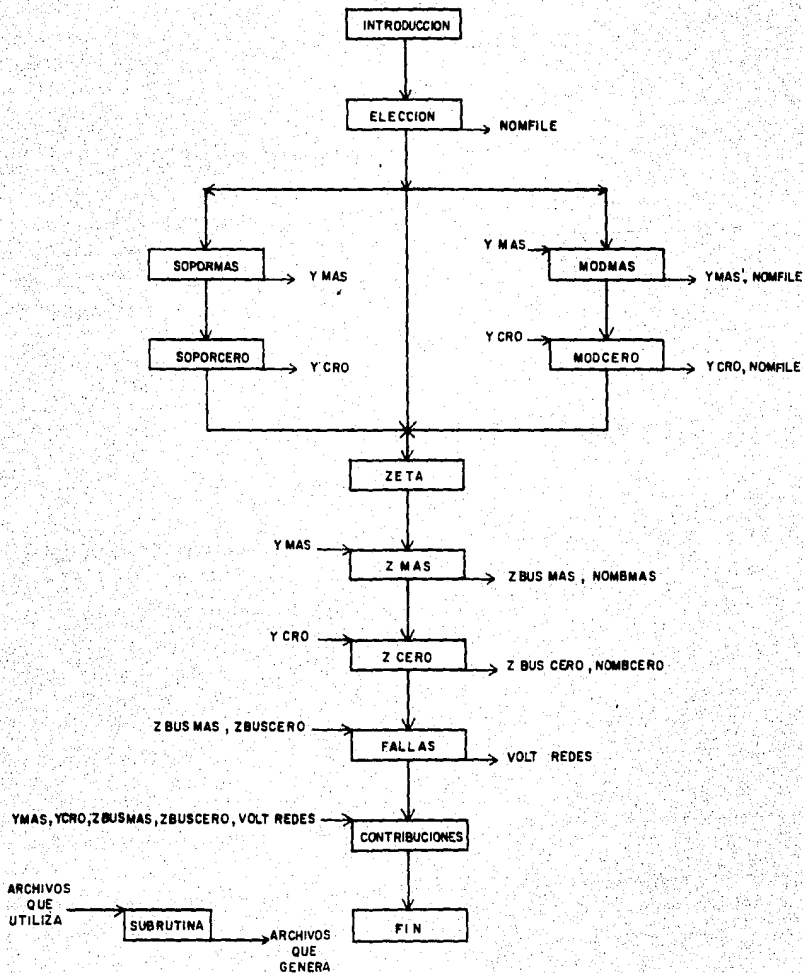 INTRODUCCION
ELECCION
NOMFILE
SOPORMAS
Y MAS
Y MAS
MODMAS
YMAS', NOMFILE
SOPORCERO
Y CRO
Y CRO
MODCERO
Y CRO, NOMFILE
ZETA
Y MAS
Z MAS
Z BUS MAS, NOMBMAS
Y CRO
Z CERO
Z BUS CERO, NOMBCERO
Z BUS MAS, ZBUSCERO
FALLAS
VOLT REDES
YMAS, YCRO, ZBUSMAS, ZBUSCERO, VOLT REDES
CONTRIBUCIONES
ARCHIVOS
QUE
UTILIZA
SUBRUTINA
ARCHIVOS
QUE
GENERA
FIN